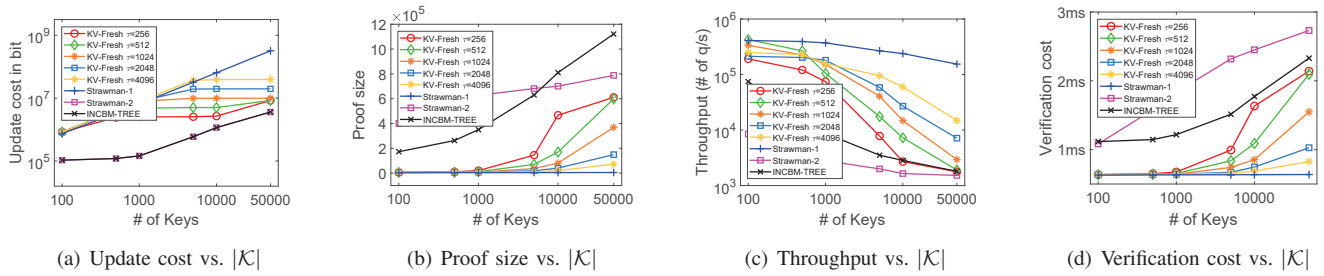 Update cost in bit
10^9
10^7
10^5
KV-Fresh τ=256
KV-Fresh τ=512
KV-Fresh τ=1024
KV-Fresh τ=2048
KV-Fresh τ=4096
Strawman-1
Strawman-2
INCBM-TREE
100 1000 10000 50000
# of Keys
(a) Update cost vs. |𝒦|
Proof size
×10^5
12
10
8
6
4
2
0
KV-Fresh τ=256
KV-Fresh τ=512
KV-Fresh τ=1024
KV-Fresh τ=2048
KV-Fresh τ=4096
Strawman-1
Strawman-2
INCBM-TREE
100 1000 10000 50000
# of Keys
(b) Proof size vs. |𝒦|
Throughput (# of q/s)
10^6
10^5
10^4
10^3
KV-Fresh τ=256
KV-Fresh τ=512
KV-Fresh τ=1024
KV-Fresh τ=2048
KV-Fresh τ=4096
Strawman-1
Strawman-2
INCBM-TREE
100 1000 10000 50000
# of Keys
(c) Throughput vs. |𝒦|
Verification cost
3ms
2ms
1ms
KV-Fresh τ=256
KV-Fresh τ=512
KV-Fresh τ=1024
KV-Fresh τ=2048
KV-Fresh τ=4096
Strawman-1
Strawman-2
INCBM-TREE
100 1000 10000 50000
# of Keys
(d) Verification cost vs. |𝒦|